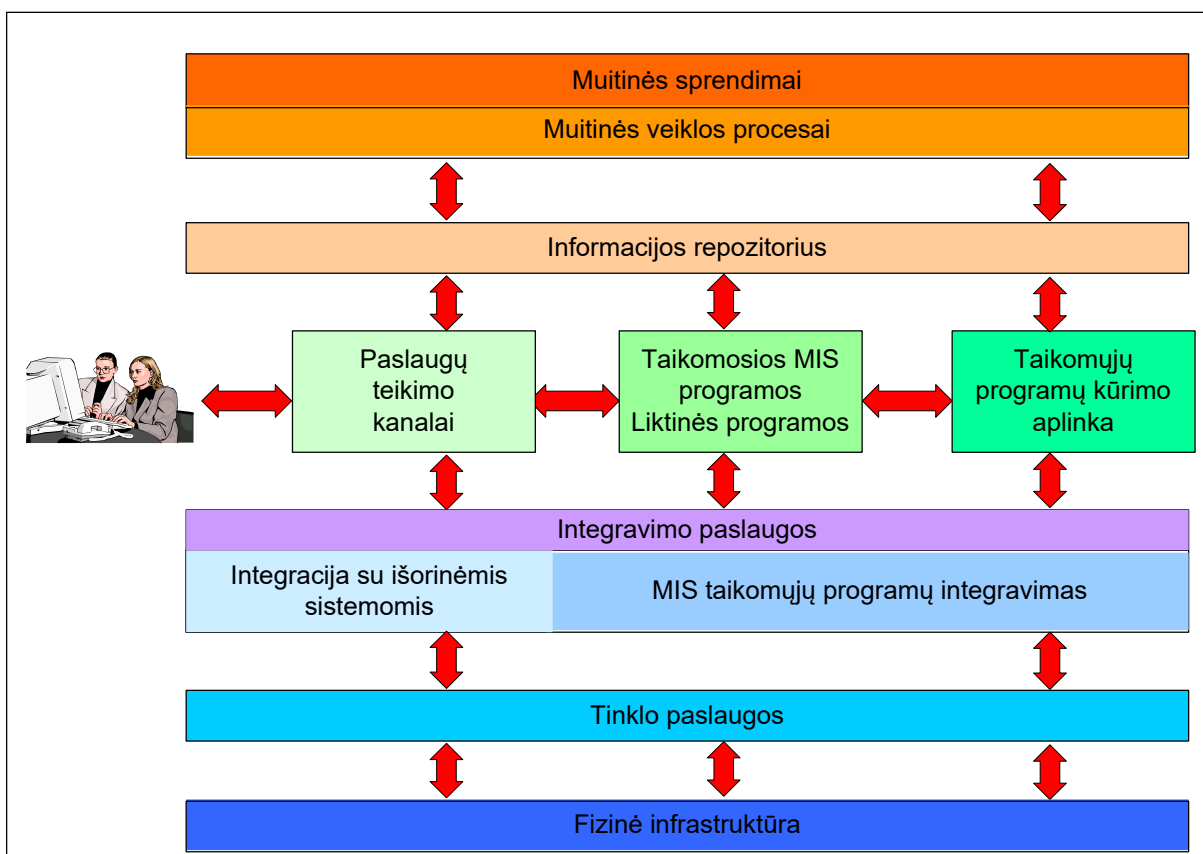 Muitinės sprendimai
Muitinės veiklos procesai
Informacijos repozitorius
Paslaugų
teikimo
kanalai
Taikomosios MIS
programos
Liktinės programos
Taikomųjų
programų kūrimo
aplinka
Integravimo paslaugos
Integracija su išorinėmis
sistemomis
MIS taikomųjų programų integravimas
Tinklo paslaugos
Fizinė infrastruktūra